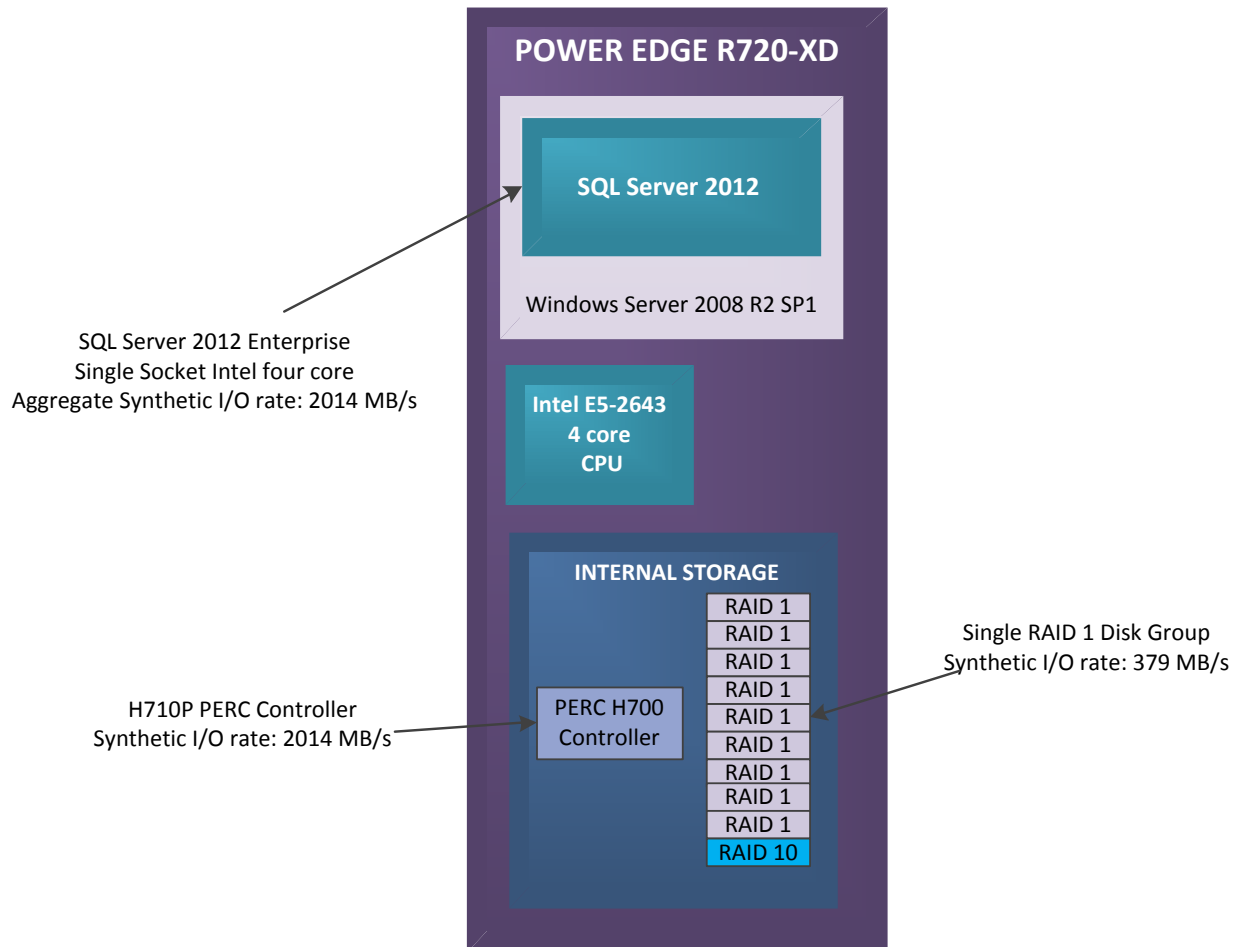 POWER EDGE R720-XD
SQL Server 2012
Windows Server 2008 R2 SP1
SQL Server 2012 Enterprise
Single Socket Intel four core
Aggregate Synthetic I/O rate: 2014 MB/s
Intel E5-2643
4 core
CPU
INTERNAL STORAGE
RAID 1
RAID 1
RAID 1
RAID 1
RAID 1
RAID 1
RAID 1
RAID 1
RAID 1
RAID 10
Single RAID 1 Disk Group
Synthetic I/O rate: 379 MB/s
H710P PERC Controller
Synthetic I/O rate: 2014 MB/s
PERC H700
Controller